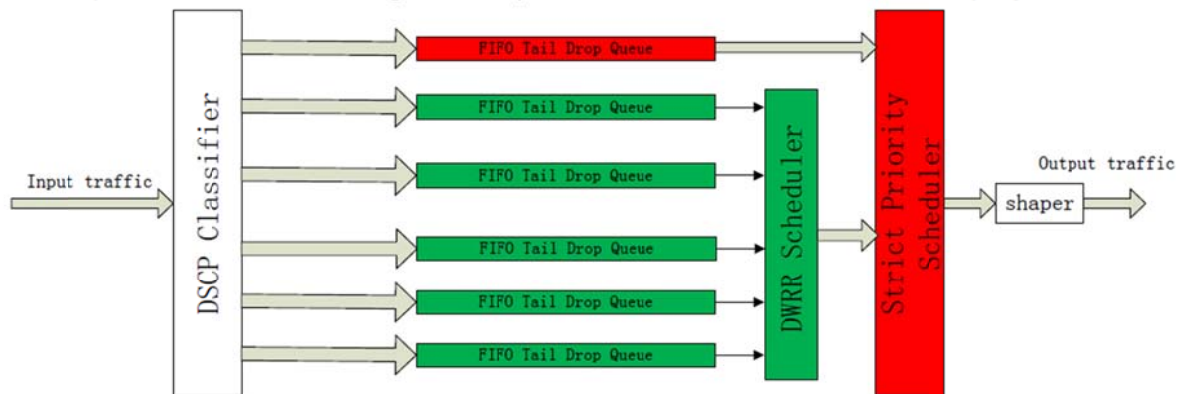 Input traffic
DSCP Classifier
FIFO Tail Drop Queue
FIFO Tail Drop Queue
FIFO Tail Drop Queue
FIFO Tail Drop Queue
FIFO Tail Drop Queue
FIFO Tail Drop Queue
DWRR Scheduler
Strict Priority
Scheduler
shaper
Output traffic